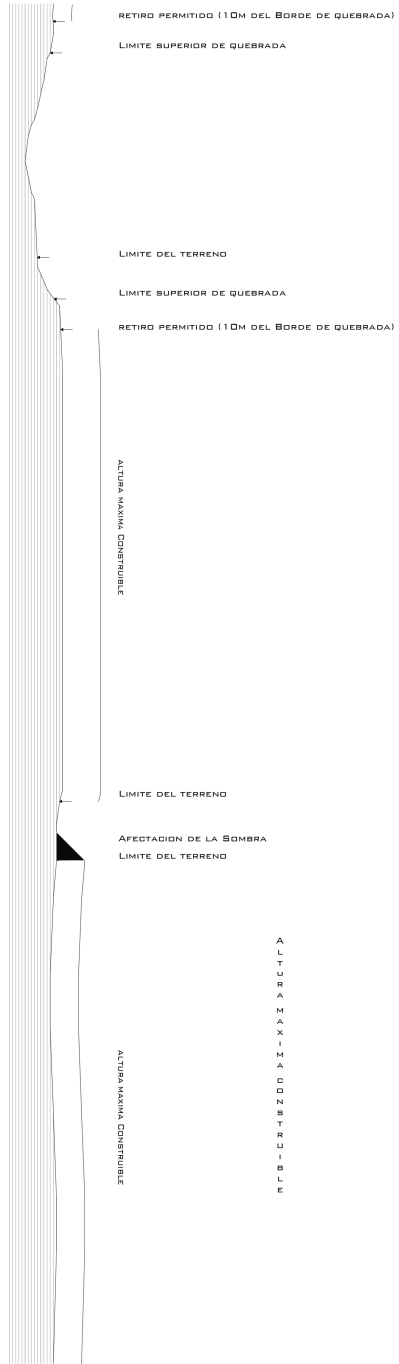 retiro permitido (10m del Borde de quebrada)
Limite superior de quebrada
Limite del terreno
Limite superior de quebrada
retiro permitido (10m del Borde de quebrada)
altura maxima Construible
Limite del terreno
Afectacion de la Sombra
Limite del terreno
Altura maxima construible
altura maxima Construible